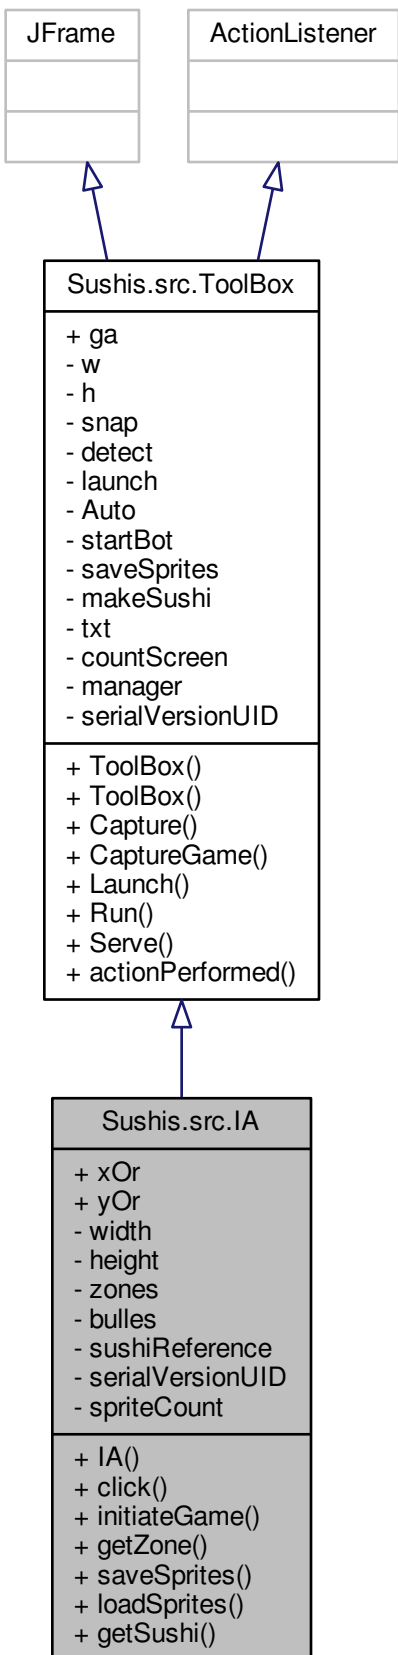 JFrame
ActionListener
Sushis.src.ToolBox
+ ga
- w
- h
- snap
- detect
- launch
- Auto
- startBot
- saveSprites
- makeSushi
- txt
- countScreen
- manager
- serialVersionUID
+ ToolBox()
+ ToolBox()
+ Capture()
+ CaptureGame()
+ Launch()
+ Run()
+ Serve()
+ actionPerformed()
Sushis.src.IA
+ xOr
+ yOr
- width
- height
- zones
- bulles
- sushiReference
- serialVersionUID
- spriteCount
+ IA()
+ click()
+ initiateGame()
+ getZone()
+ saveSprites()
+ loadSprites()
+ getSushi()